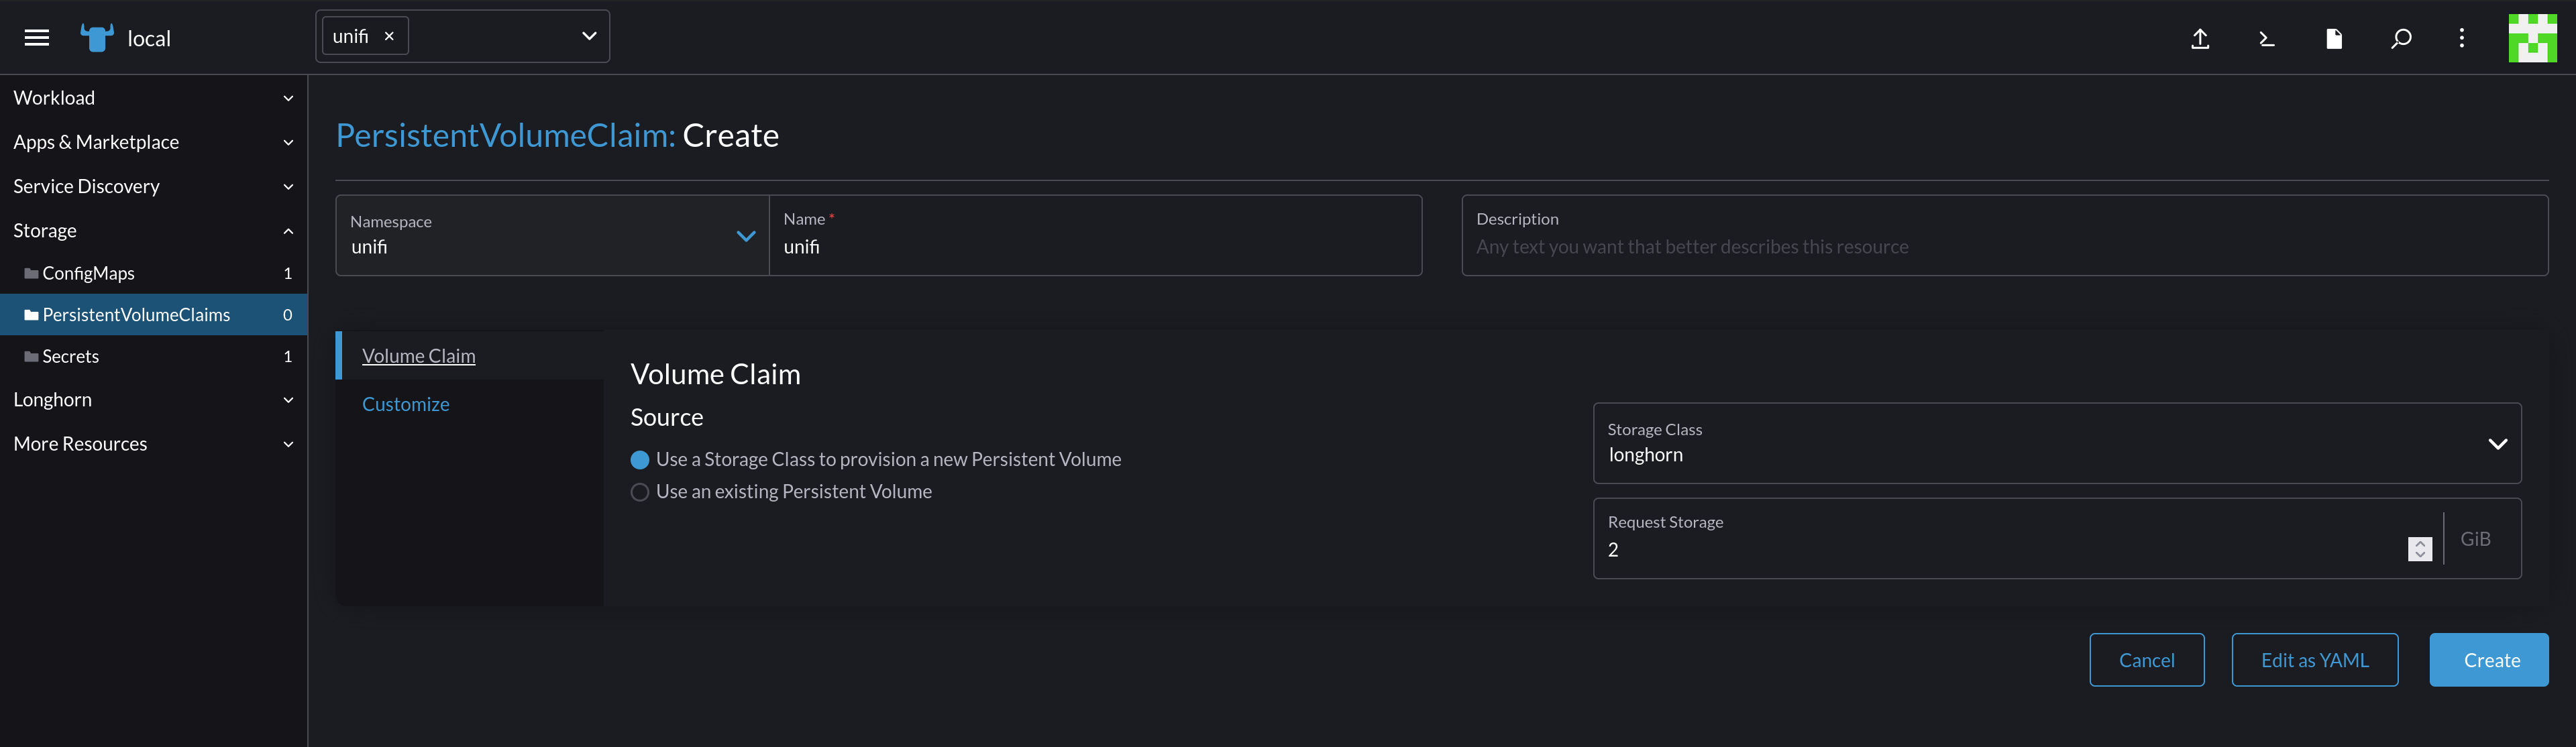 local
unifi ×
Workload
Apps & Marketplace
Service Discovery
Storage
ConfigMaps 1
PersistentVolumeClaims 0
Secrets 1
Longhorn
More Resources
PersistentVolumeClaim: Create
Namespace
unifi
Name *
unifi
Description
Any text you want that better describes this resource
Volume Claim
Customize
Volume Claim
Source
Use a Storage Class to provision a new Persistent Volume
Use an existing Persistent Volume
Storage Class
longhorn
Request Storage
2
GiB
Cancel
Edit as YAML
Create